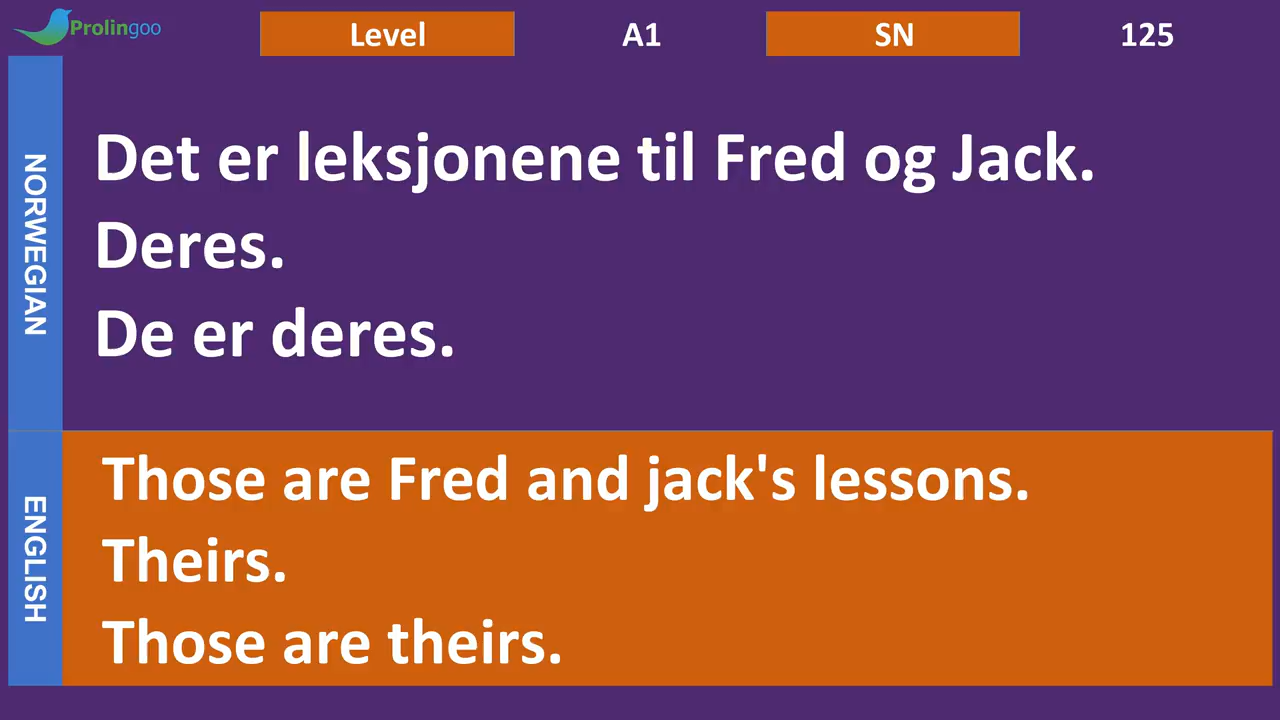 Prolingoo
Level A1 SN 125
NORWEGIAN
Det er leksjonene til Fred og Jack.
Deres.
De er deres.
ENGLISH
Those are Fred and jack's lessons.
Theirs.
Those are theirs.